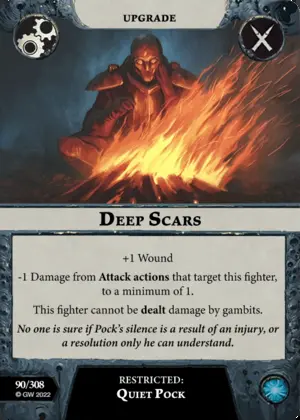 UPGRADE
DEEP SCARS
+1 Wound
-1 Damage from Attack actions that target this fighter,
to a minimum of 1.
This fighter cannot be dealt damage by gambits.
No one is sure if Pock's silence is a result of an injury, or
a resolution only he can understand.
90/308
© GW 2022
RESTRICTED:
QUIET POCK